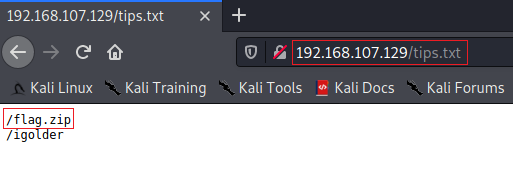 192.168.107.129/tips.txt
192.168.107.129/tips.txt
Kali Linux Kali Training Kali Tools Kali Docs Kali Forums
/flag.zip
/igolder